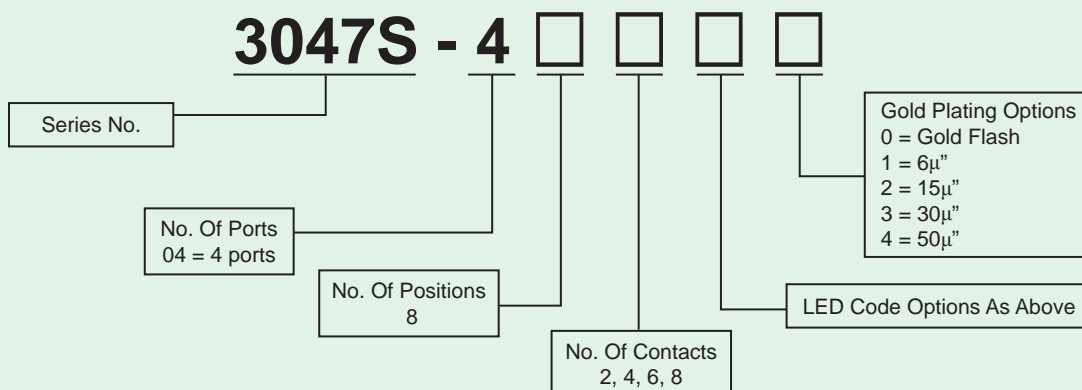 3047S - 4 □ □ □ □
Series No.
No. Of Ports
04 = 4 ports
No. Of Positions
8
No. Of Contacts
2, 4, 6, 8
LED Code Options As Above
Gold Plating Options
0 = Gold Flash
1 = 6µ”
2 = 15µ”
3 = 30µ”
4 = 50µ”